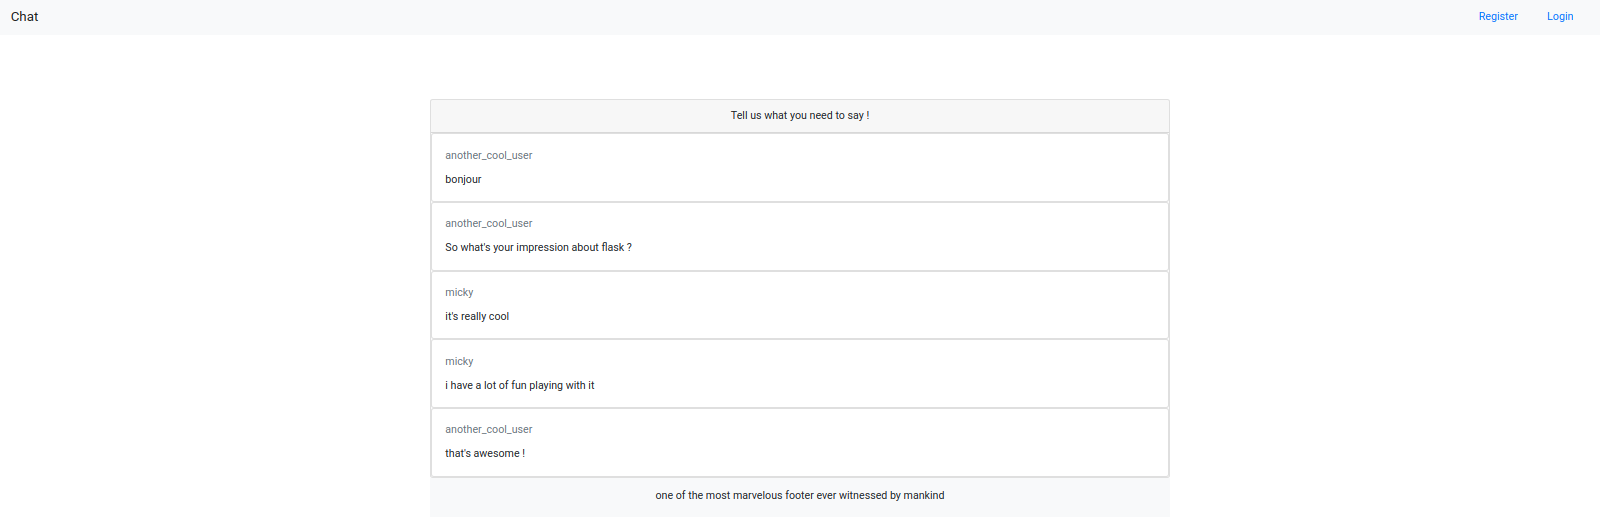 Chat
Register
Login
Tell us what you need to say !
another_cool_user
bonjour
another_cool_user
So what's your impression about flask ?
micky
it's really cool
micky
i have a lot of fun playing with it
another_cool_user
that's awesome !
one of the most marvelous footer ever witnessed by mankind